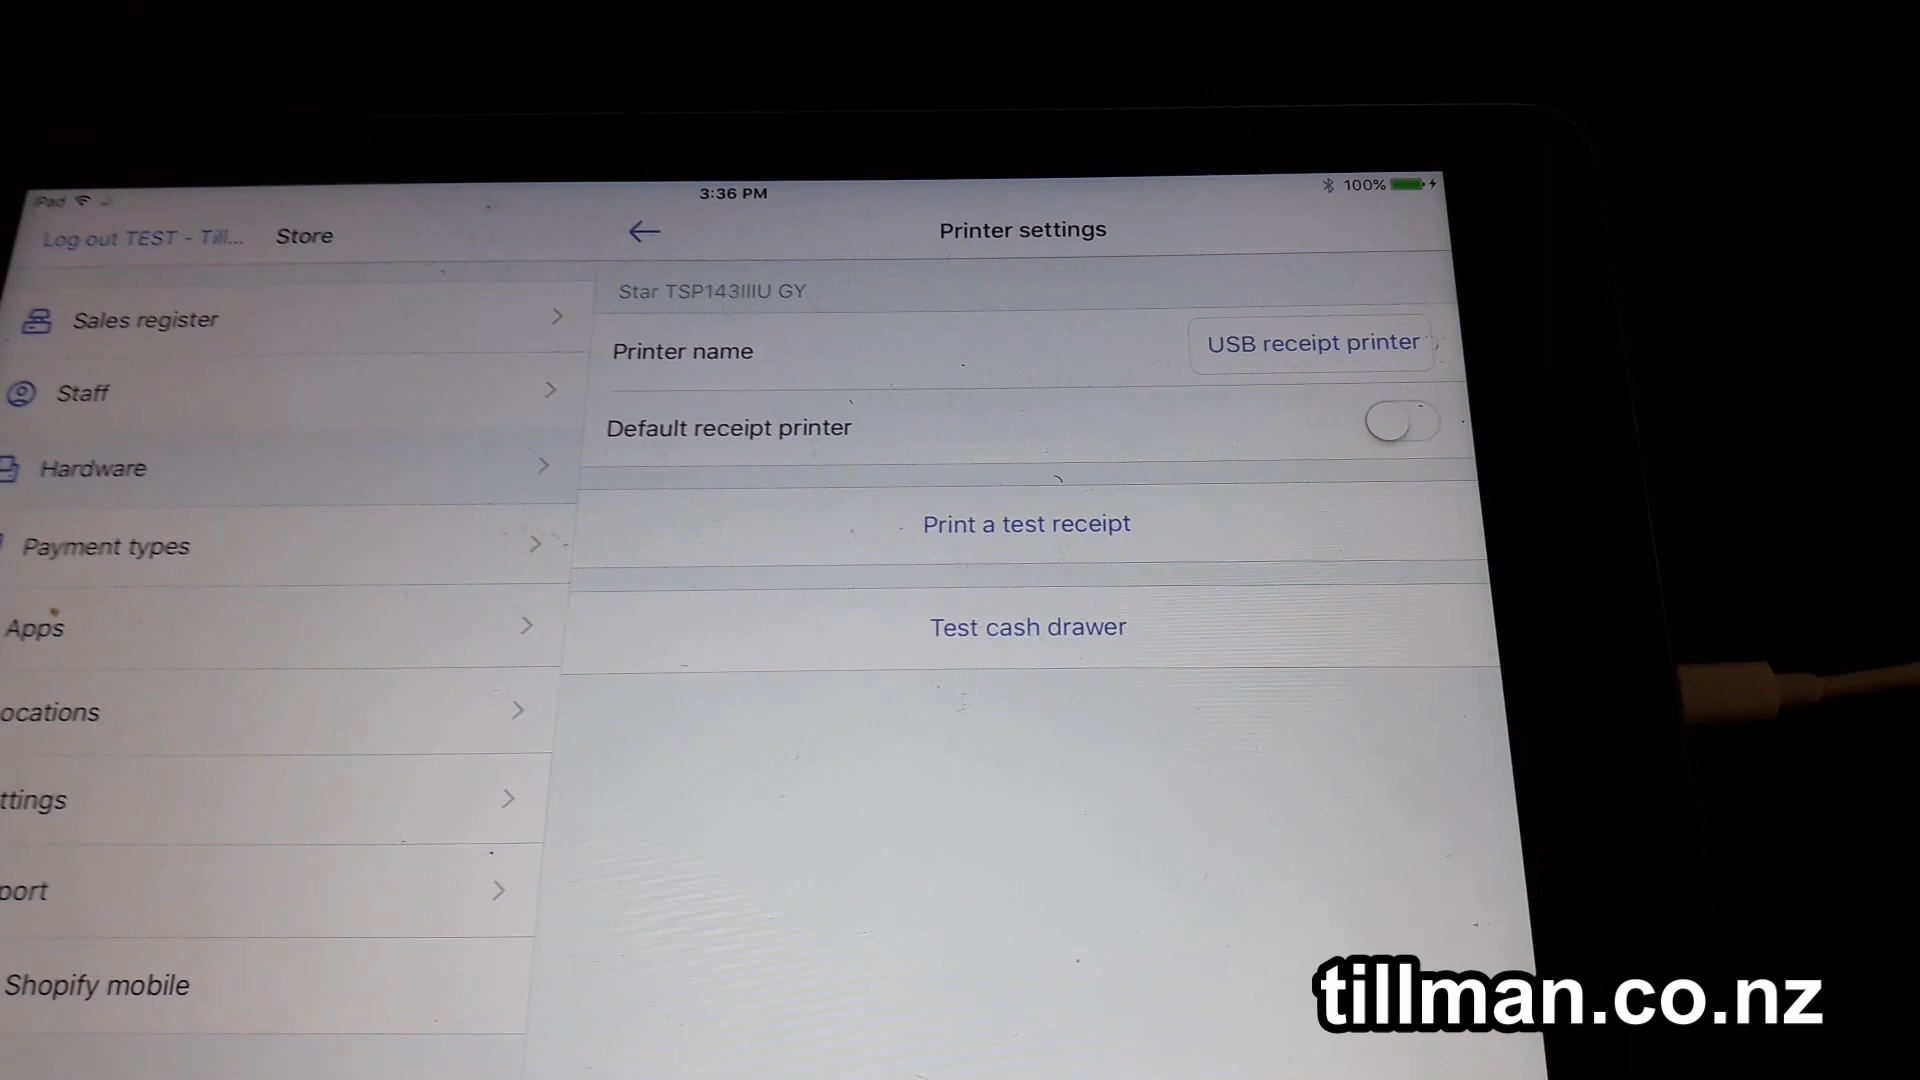 iPad
3:36 PM
100%
Log out TEST - Till...
Store
Printer settings
Sales register
Staff
Hardware
Payment types
Apps
ocations
ttings
port
Shopify mobile
Star TSP143IIIU GY
Printer name
USB receipt printer
Default receipt printer
Print a test receipt
Test cash drawer
tillman.co.nz